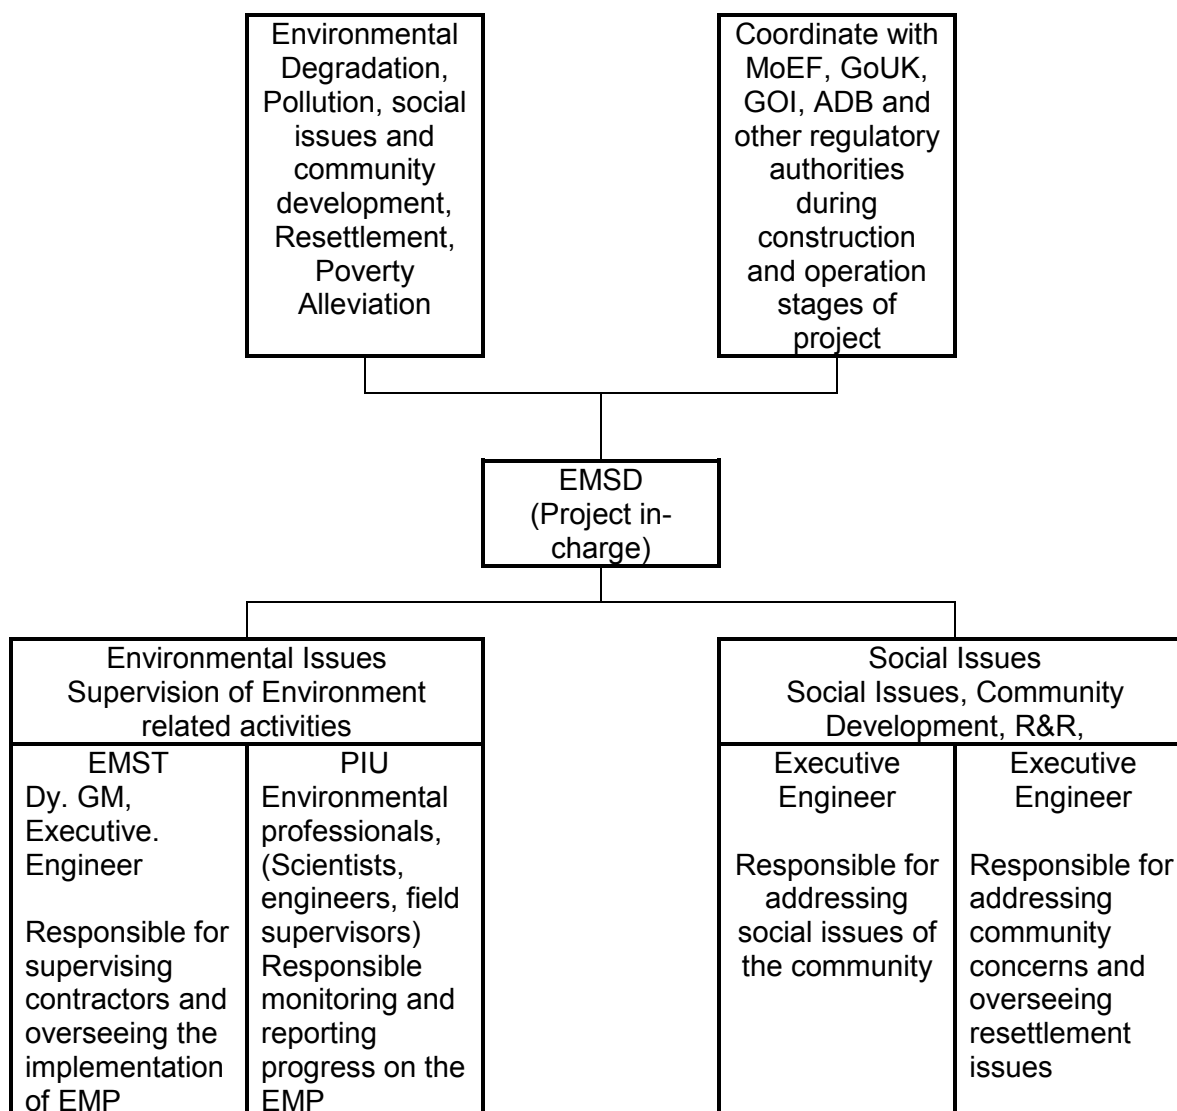 Environmental
Degradation,
Pollution, social
issues and
community
development,
Resettlement,
Poverty
Alleviation
Coordinate with
MoEF, GoUK,
GOI, ADB and
other regulatory
authorities
during
construction
and operation
stages of
project
EMSD
(Project in-
charge)
Environmental Issues
Supervision of Environment
related activities
EMST
Dy. GM,
Executive.
Engineer
Responsible for
supervising
contractors and
overseeing the
implementation
of EMP
PIU
Environmental
professionals,
(Scientists,
engineers, field
supervisors)
Responsible
monitoring and
reporting
progress on the
EMP
Social Issues
Social Issues, Community
Development, R&R,
Executive
Engineer
Responsible for
addressing
social issues of
the community
Executive
Engineer
Responsible for
addressing
community
concerns and
overseeing
resettlement
issues